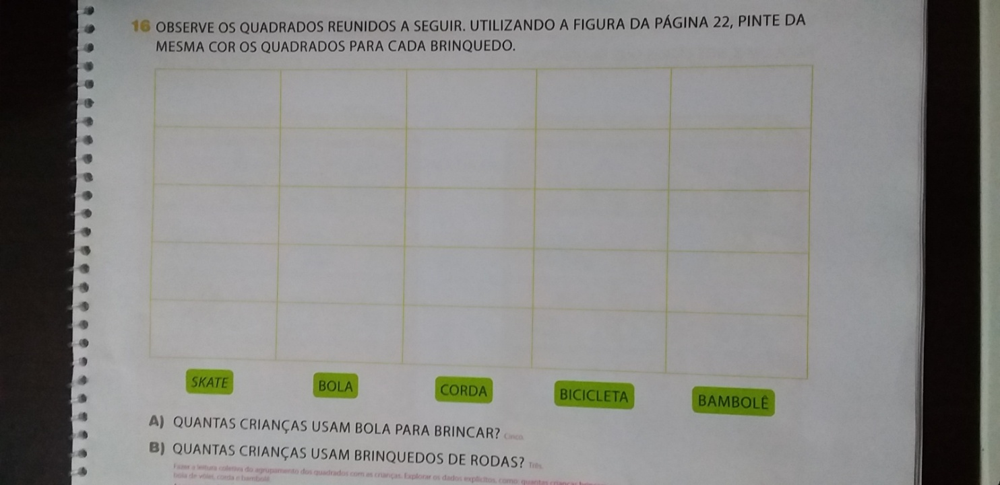 16 OBSERVE OS QUADRADOS REUNIDOS A SEGUIR. UTILIZANDO A FIGURA DA PÁGINA 22, PINTE DA
MESMA COR OS QUADRADOS PARA CADA BRINQUEDO.
SKATE BOLA CORDA BICICLETA BAMBOLÊ
A) QUANTAS CRIANÇAS USAM BOLA PARA BRINCAR? Cinco.
B) QUANTAS CRIANÇAS USAM BRINQUEDOS DE RODAS? Três.
Fazer a leitura coletiva do agrupamento dos quadrados com as crianças. Explorar os dados explícitos, como: quantas crianças
bola de vôlei, corda e bambolê